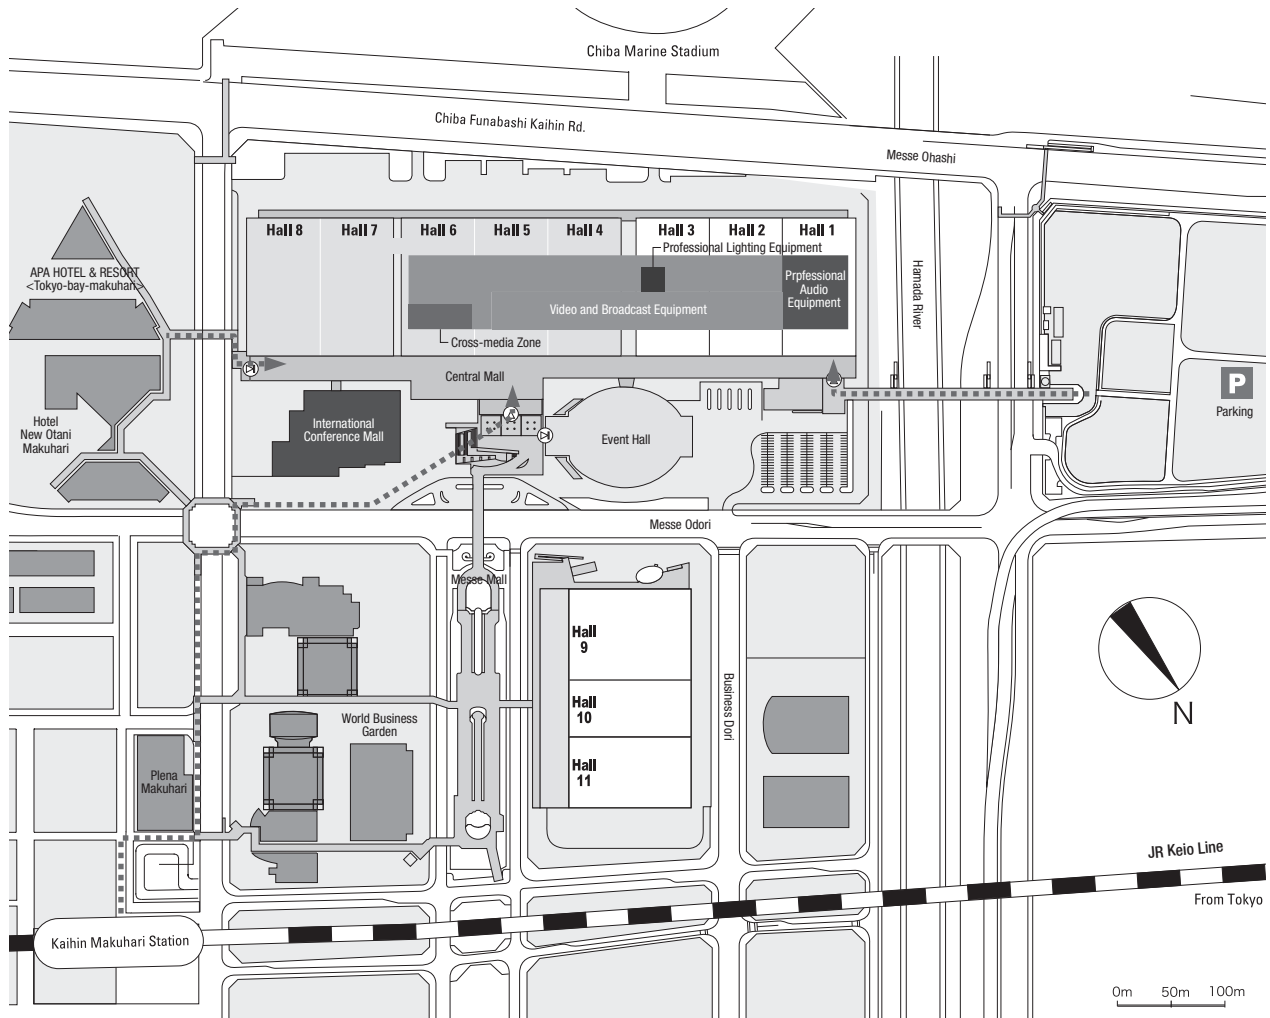 Chiba Marine Stadium
Chiba Funabashi Kaihin Rd.
Messe Ohashi
Hall 8
Hall 7
Hall 6
Hall 5
Hall 4
Hall 3
Hall 2
Hall 1
Professional Lighting Equipment
Prpfessional
Audio
Equipment
Video and Broadcast Equipment
Cross-media Zone
APA HOTEL & RESORT
<Tokyo-bay-makuhari>
Hamada River
Central Mall
P
Parking
Hotel
New Otani
Makuhari
International
Conference Mall
Event Hall
Messe Odori
Messe Mall
Hall
9
Hall
10
Hall
11
Business Dori
World Business
Garden
Plena
Makuhari
N
JR Keio Line
From Tokyo
Kaihin Makuhari Station
0m 50m 100m